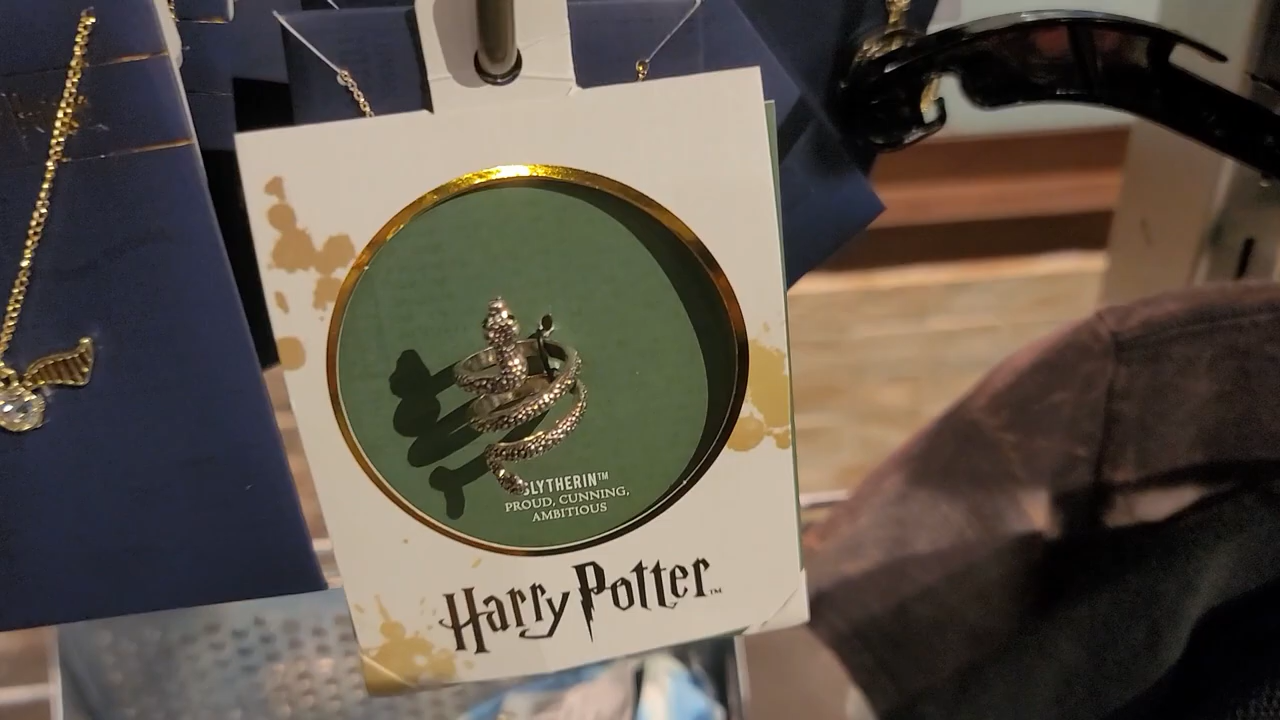 SLYTHERIN™
PROUD, CUNNING,
AMBITIOUS
Harry Potter™